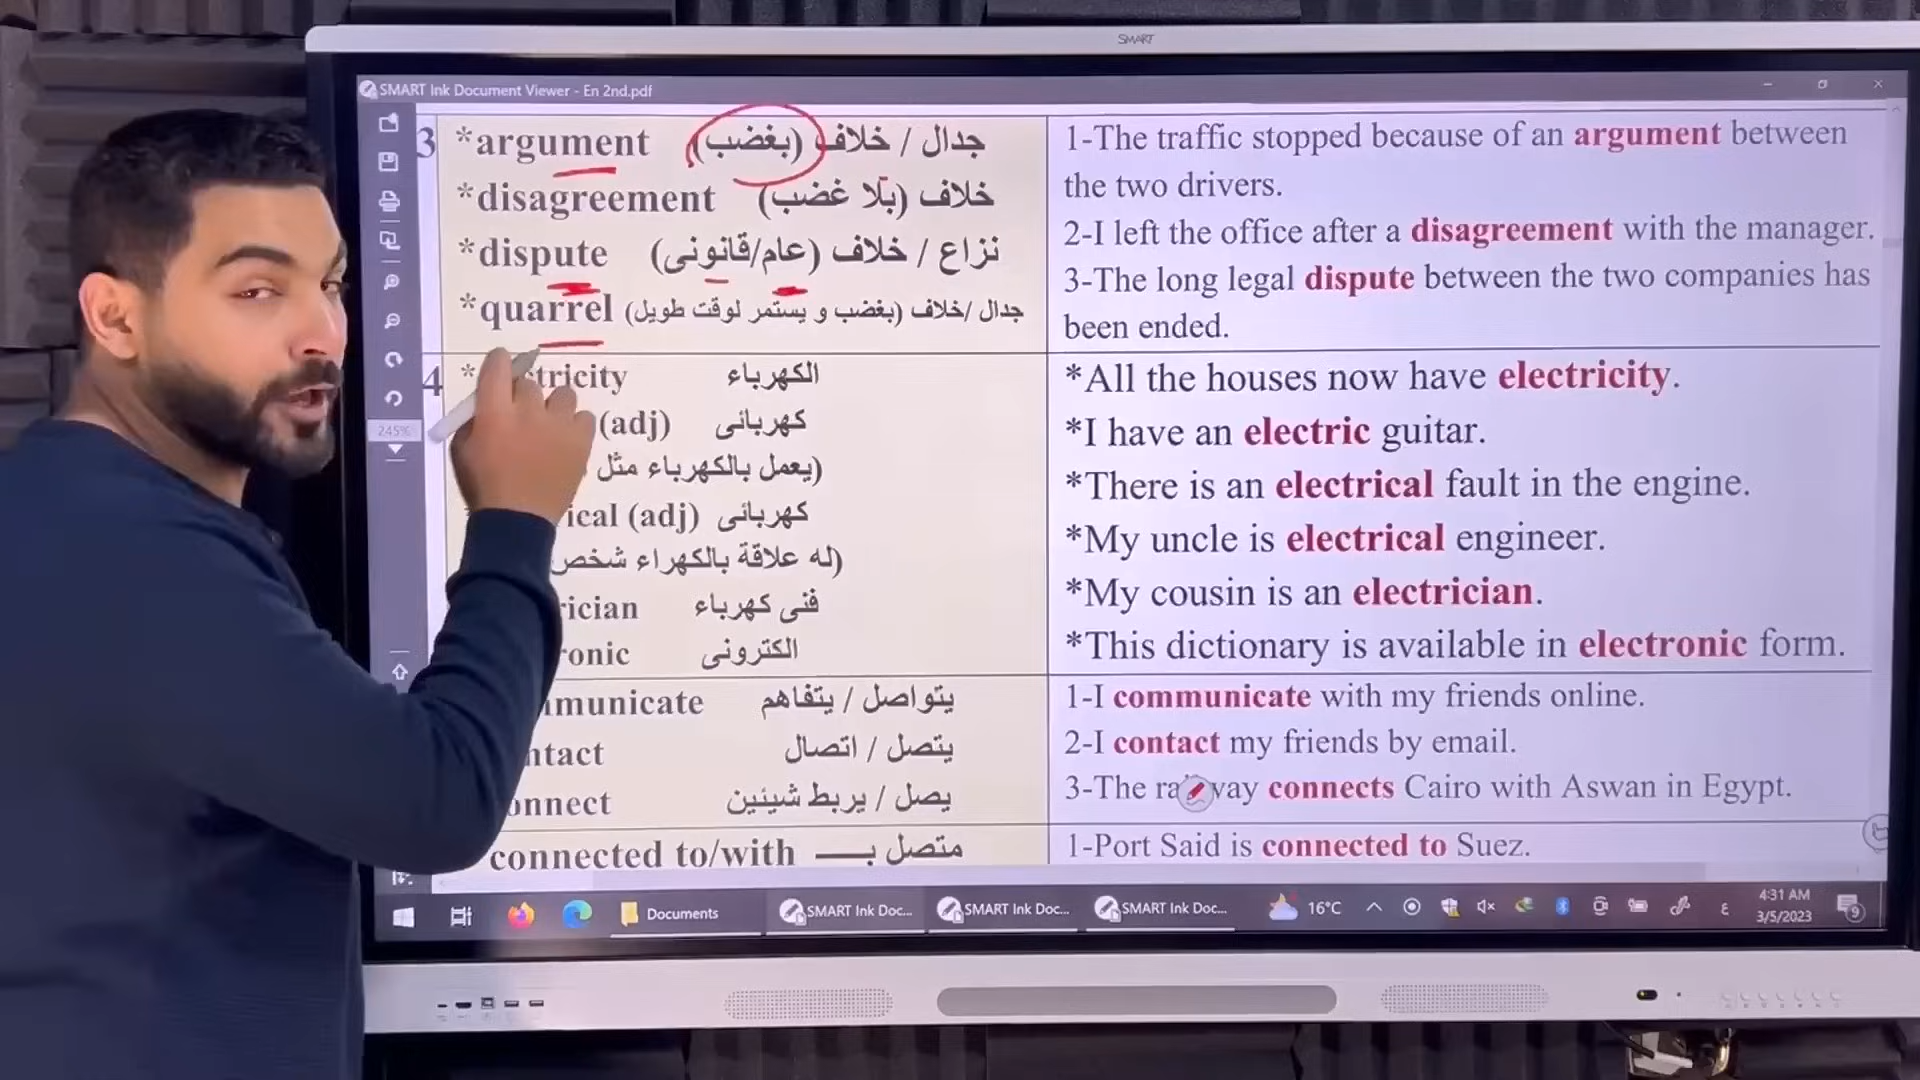 SMART
SMART Ink Document Viewer - En 2nd.pdf
3 *argument جدال / خلاف (بغضب)
*disagreement خلاف (بلا غضب)
*dispute نزاع / خلاف (عام/قانونى)
*quarrel جدال /خلاف (بغضب و يستمر لوقت طويل)
1-The traffic stopped because of an argument between
the two drivers.
2-I left the office after a disagreement with the manager.
3-The long legal dispute between the two companies has
been ended.
4 * tricity الكهرباء
(adj) كهربائى
(يعمل بالكهرباء مثل
ical (adj) كهربائى
(له علاقة بالكهراء شخص
rician فنى كهرباء
ronic الكترونى
*All the houses now have electricity.
*I have an electric guitar.
*There is an electrical fault in the engine.
*My uncle is electrical engineer.
*My cousin is an electrician.
*This dictionary is available in electronic form.
municate يتواصل / يتفاهم
ntact يتصل / اتصال
onnect يصل / يربط شيئين
1-I communicate with my friends online.
2-I contact my friends by email.
3-The railway connects Cairo with Aswan in Egypt.
connected to/with متصل بـــــ
1-Port Said is connected to Suez.
245%
Documents
SMART Ink Doc...
SMART Ink Doc...
SMART Ink Doc...
16°C
ع
4:31 AM
3/5/2023
9